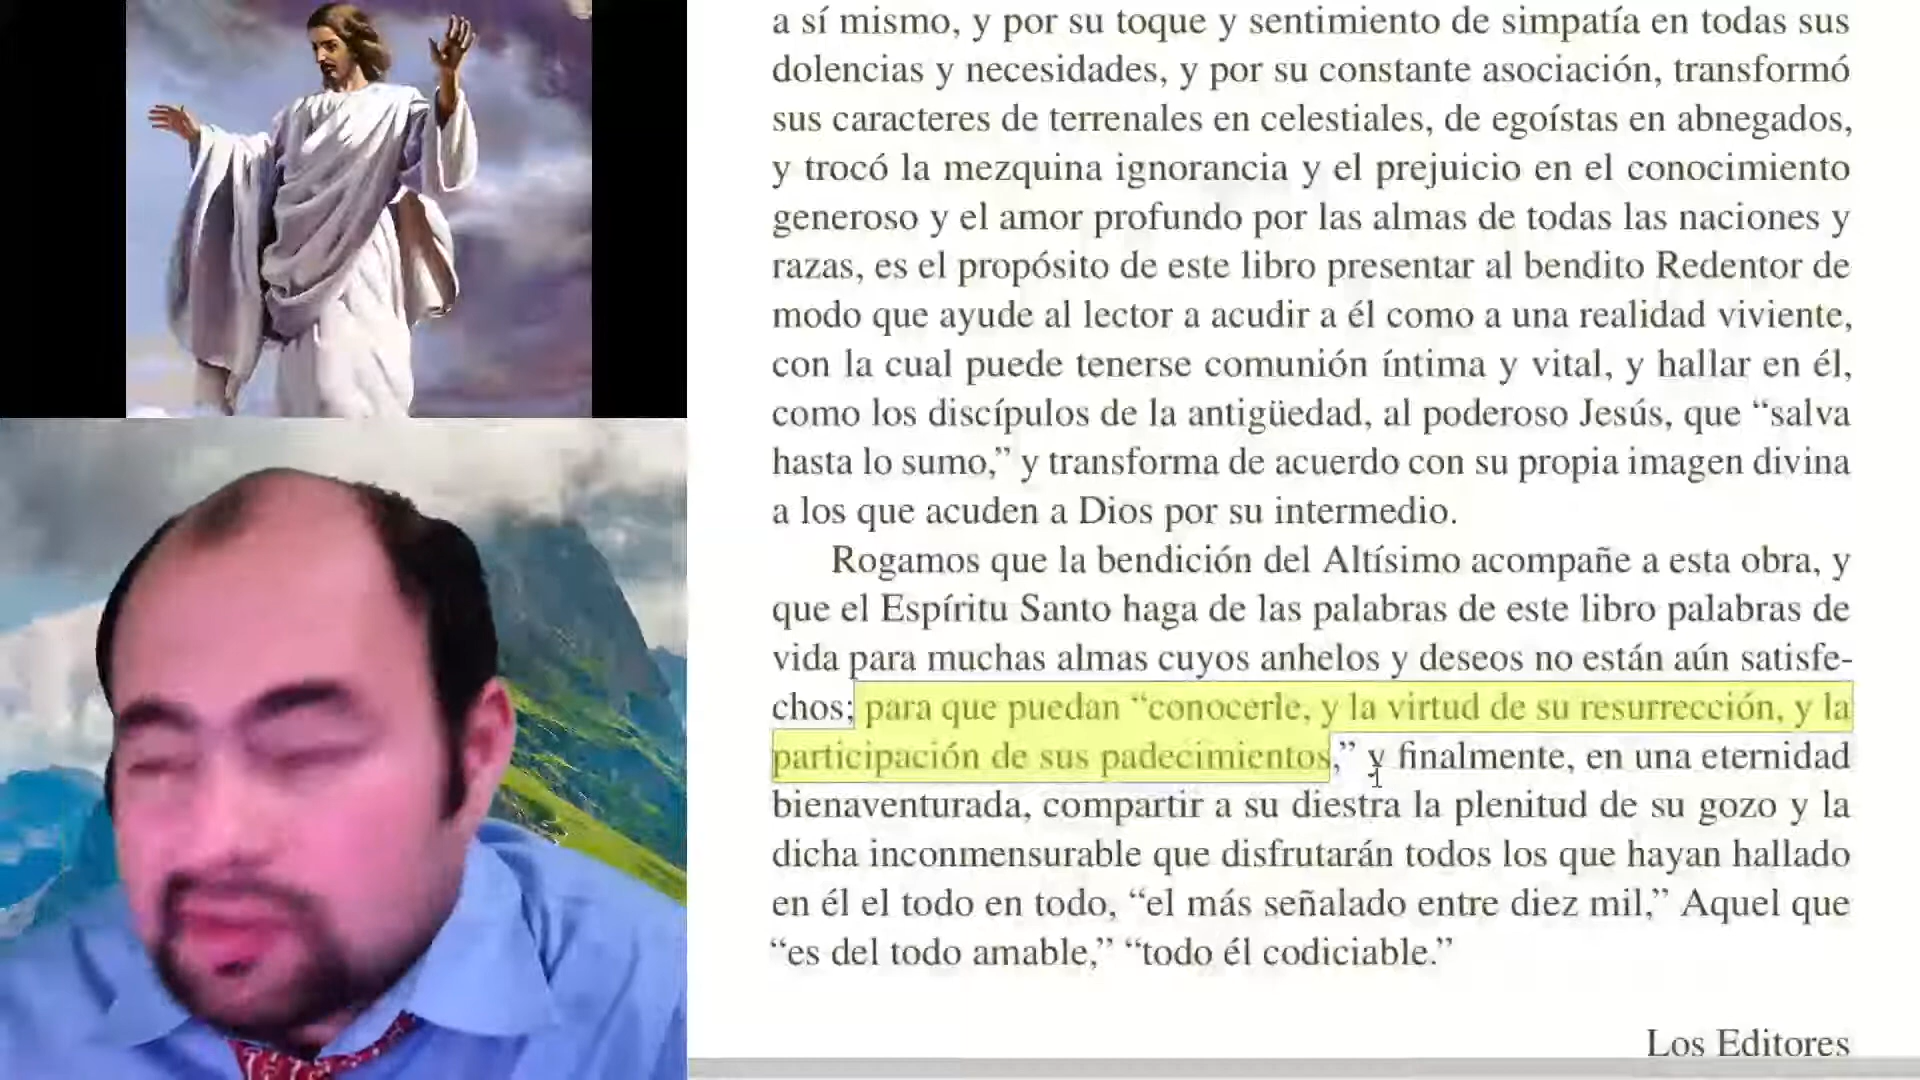 a sí mismo, y por su toque y sentimiento de simpatía en todas sus
dolencias y necesidades, y por su constante asociación, transformó
sus caracteres de terrenales en celestiales, de egoístas en abnegados,
y trocó la mezquina ignorancia y el prejuicio en el conocimiento
generoso y el amor profundo por las almas de todas las naciones y
razas, es el propósito de este libro presentar al bendito Redentor de
modo que ayude al lector a acudir a él como a una realidad viviente,
con la cual puede tenerse comunión íntima y vital, y hallar en él,
como los discípulos de la antigüedad, al poderoso Jesús, que “salva
hasta lo sumo,” y transforma de acuerdo con su propia imagen divina
a los que acuden a Dios por su intermedio.
Rogamos que la bendición del Altísimo acompañe a esta obra, y
que el Espíritu Santo haga de las palabras de este libro palabras de
vida para muchas almas cuyos anhelos y deseos no están aún satisfe-
chos; para que puedan “conocerle, y la virtud de su resurrección, y la
participación de sus padecimientos,” y finalmente, en una eternidad
bienaventurada, compartir a su diestra la plenitud de su gozo y la
dicha inconmensurable que disfrutarán todos los que hayan hallado
en él el todo en todo, “el más señalado entre diez mil,” Aquel que
“es del todo amable,” “todo él codiciable.”
Los Editores